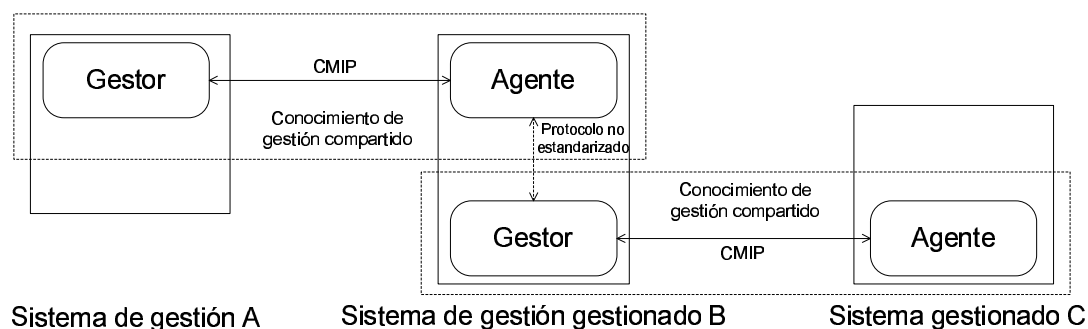 Gestor
CMIP
Agente
Conocimiento de
gestión compartido
Protocolo no
estandarizado
Conocimiento de
gestión compartido
Gestor
CMIP
Agente
Sistema de gestión A
Sistema de gestión gestionado B
Sistema gestionado C